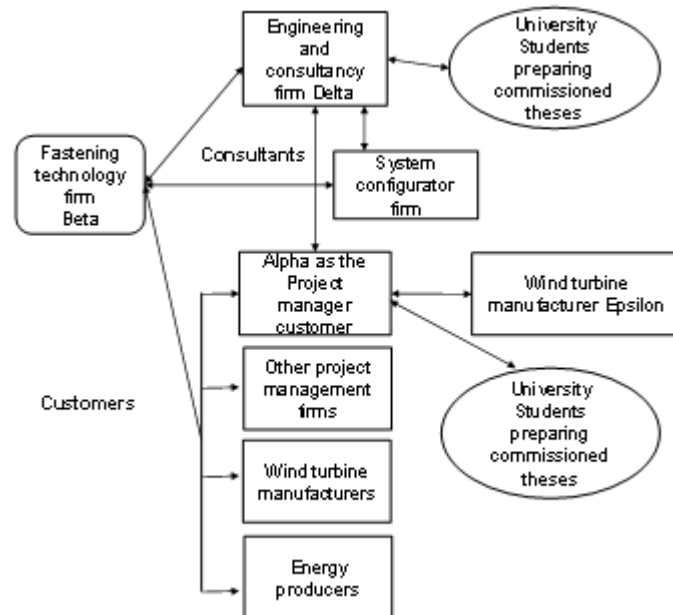 Engineering
and
consultancy
firm Delta
University
Students
preparing
commissioned
theses
Fastening
technology
firm
Beta
Consultants
System
configurator
firm
Alpha as the
Project
manager
customer
Wind turbine
manufacturer Epsilon
Other project
management
firms
Customers
University
Students
preparing
commissioned
theses
Wind turbine
manufacturers
Energy
producers